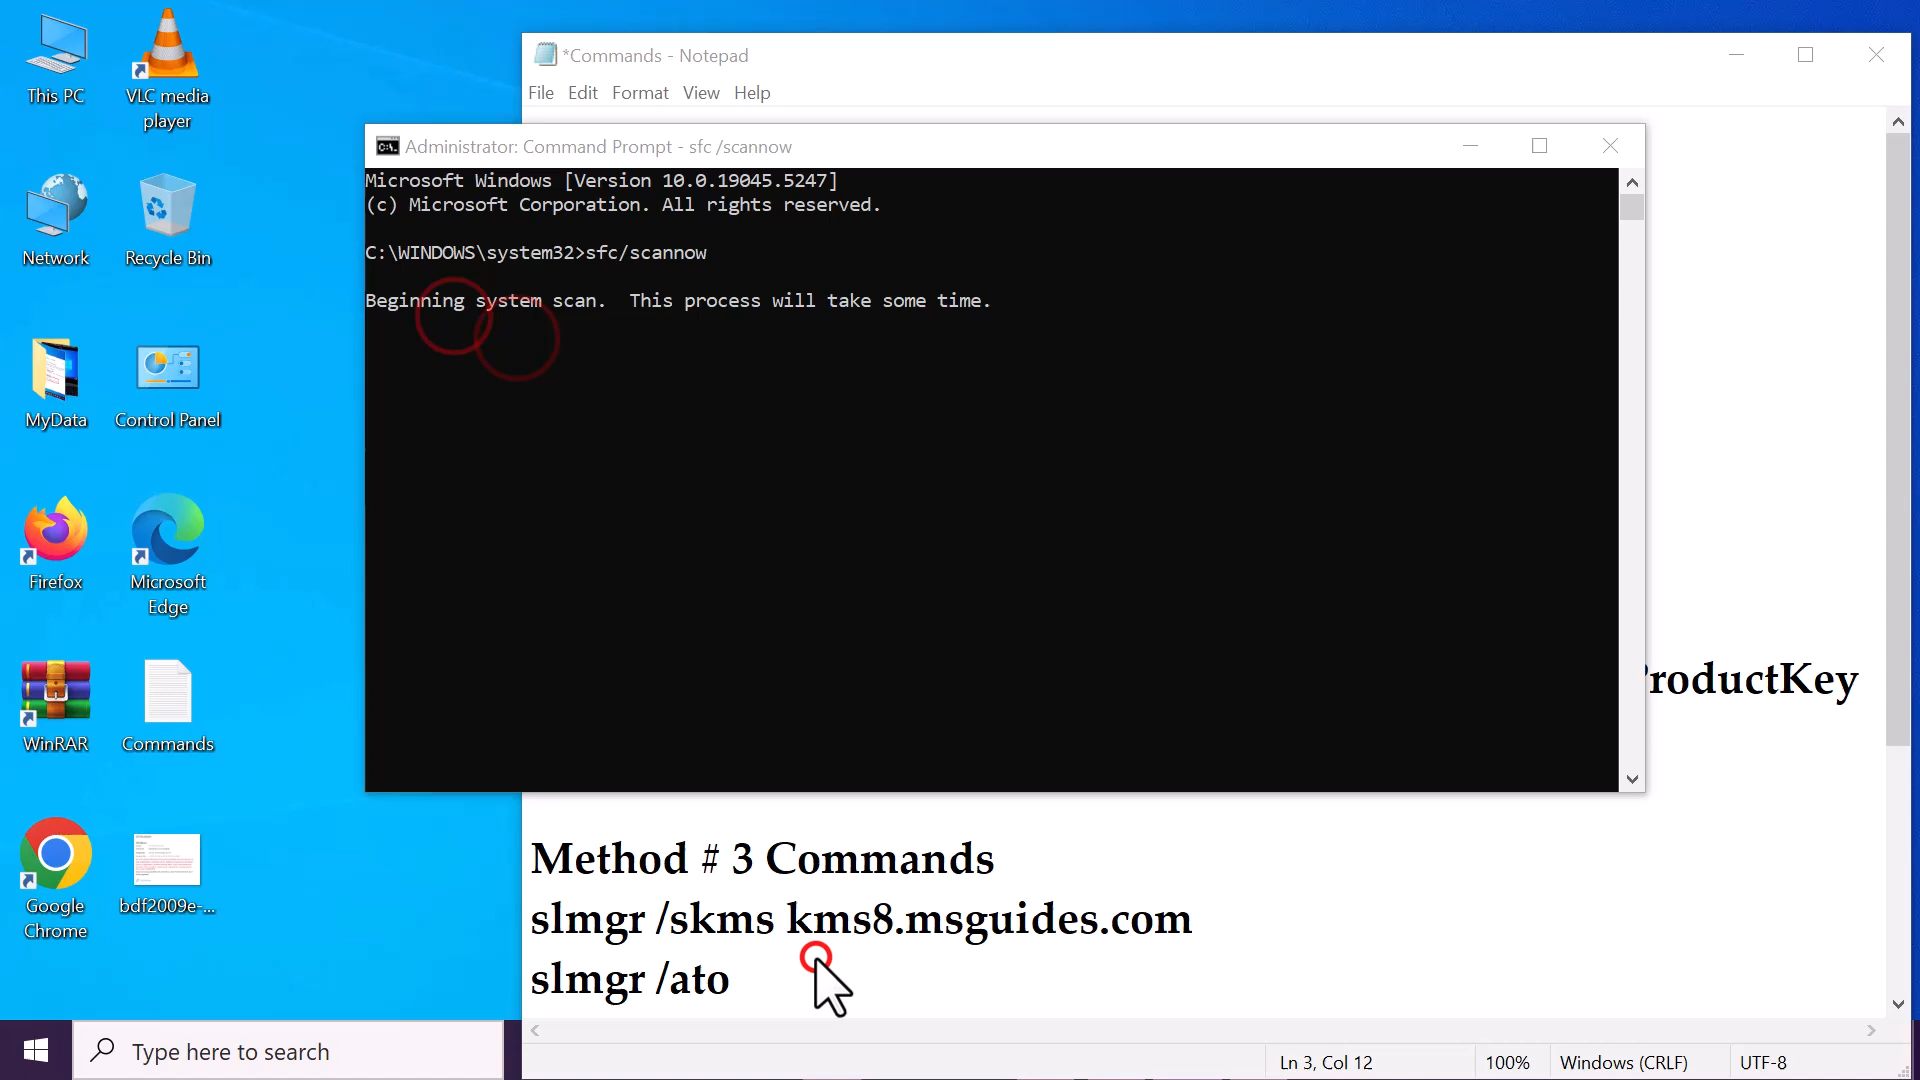 This PC
VLC media
player
Network
Recycle Bin
MyData
Control Panel
Firefox
Microsoft
Edge
WinRAR
Commands
Google
Chrome
bdf2009e-...
*Commands - Notepad
File Edit Format View Help
Administrator: Command Prompt - sfc /scannow
Microsoft Windows [Version 10.0.19045.5247]
(c) Microsoft Corporation. All rights reserved.
C:\WINDOWS\system32>sfc/scannow
Beginning system scan.  This process will take some time.
ProductKey
Method # 3 Commands
slmgr /skms kms8.msguides.com
slmgr /ato
Ln 3, Col 12
100%
Windows (CRLF)
UTF-8
Type here to search